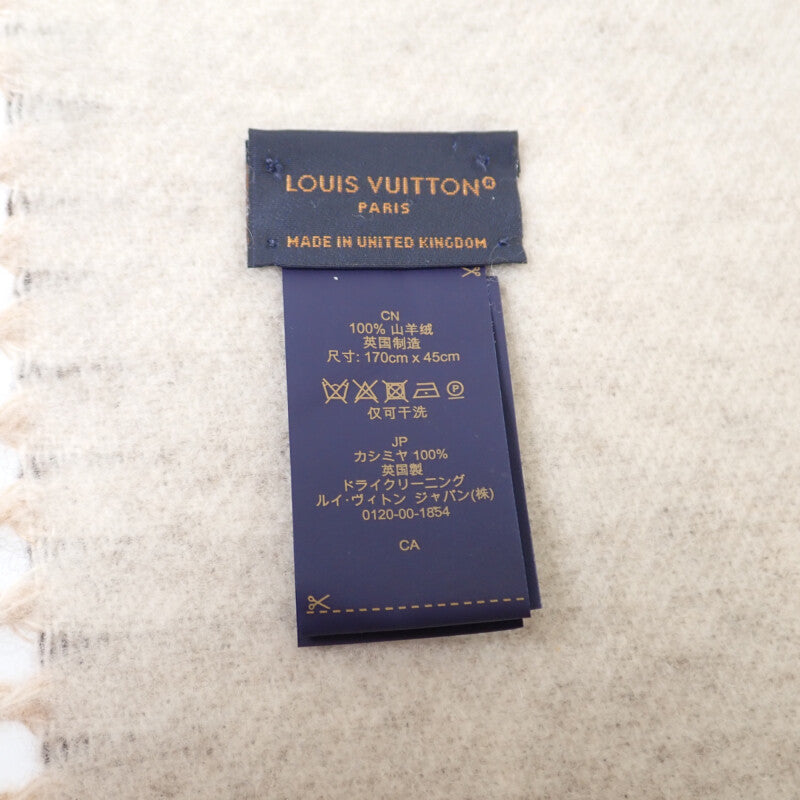 LOUIS VUITTON®
PARIS
MADE IN UNITED KINGDOM
CN
100% 山羊绒
英国制造
尺寸: 170cm x 45cm
P
仅可干洗
JP
カシミヤ 100%
英国製
ドライクリーニング
ルイ·ヴィトン ジャパン(株)
0120-00-1854
CA